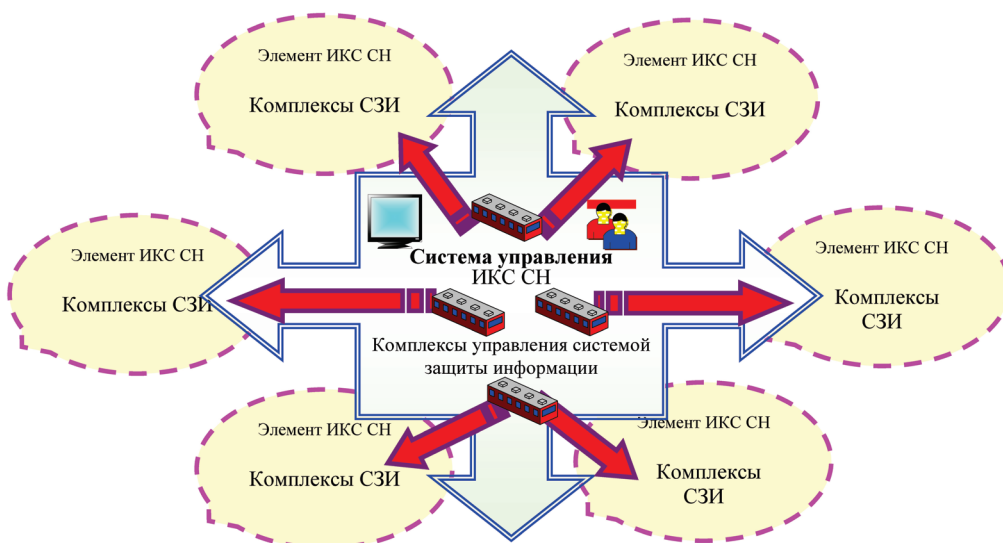 Элемент ИКС СН
Комплексы СЗИ
Элемент ИКС СН
Комплексы СЗИ
Элемент ИКС СН
Комплексы СЗИ
Система управления
ИКС СН
Элемент ИКС СН
Комплексы
СЗИ
Комплексы управления системой
защиты информации
Элемент ИКС СН
Комплексы СЗИ
Элемент ИКС СН
Комплексы
СЗИ